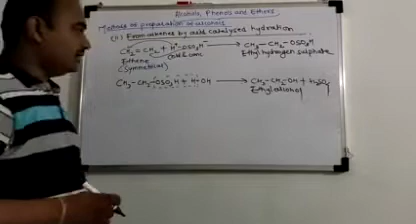 Alcohols, Phenols and Ethers
Methods of preparation of alcohols
(ii) From alkenes by acid catalysed hydration
CH₂ = CH₂ + H-OSO₃H ⟶ CH₃ – CH₂ – OSO₃H
Ethene Cold & conc Ethyl hydrogen sulphate
(Symmetrical)
CH₃ – CH₂ – OSO₃H + H-OH ⟶ CH₃ – CH₂ – OH + H₂SO₄
Ethyl alcohol